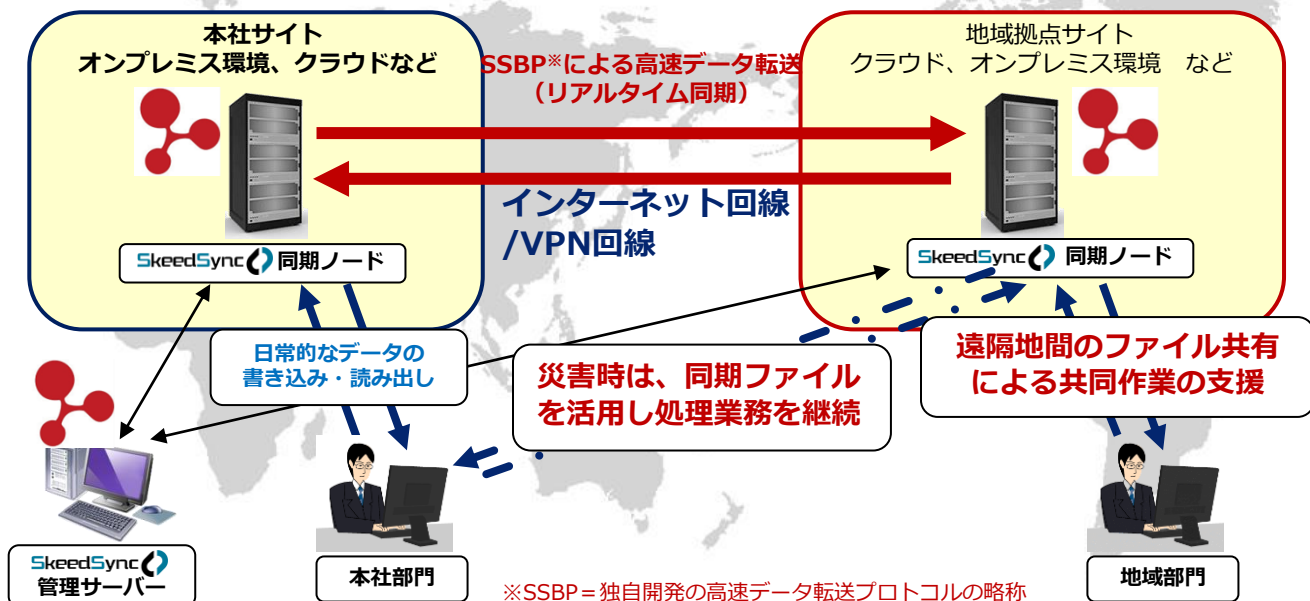 本社サイト
オンプレミス環境、クラウドなど
SSBP※による高速データ転送
（リアルタイム同期）
地域拠点サイト
クラウド、オンプレミス環境　など
インターネット回線
/VPN回線
SkeedSync 同期ノード
SkeedSync 同期ノード
日常的なデータの
書き込み・読み出し
災害時は、同期ファイル
を活用し処理業務を継続
遠隔地間のファイル共有
による共同作業の支援
SkeedSync
管理サーバー
本社部門
地域部門
※SSBP＝独自開発の高速データ転送プロトコルの略称